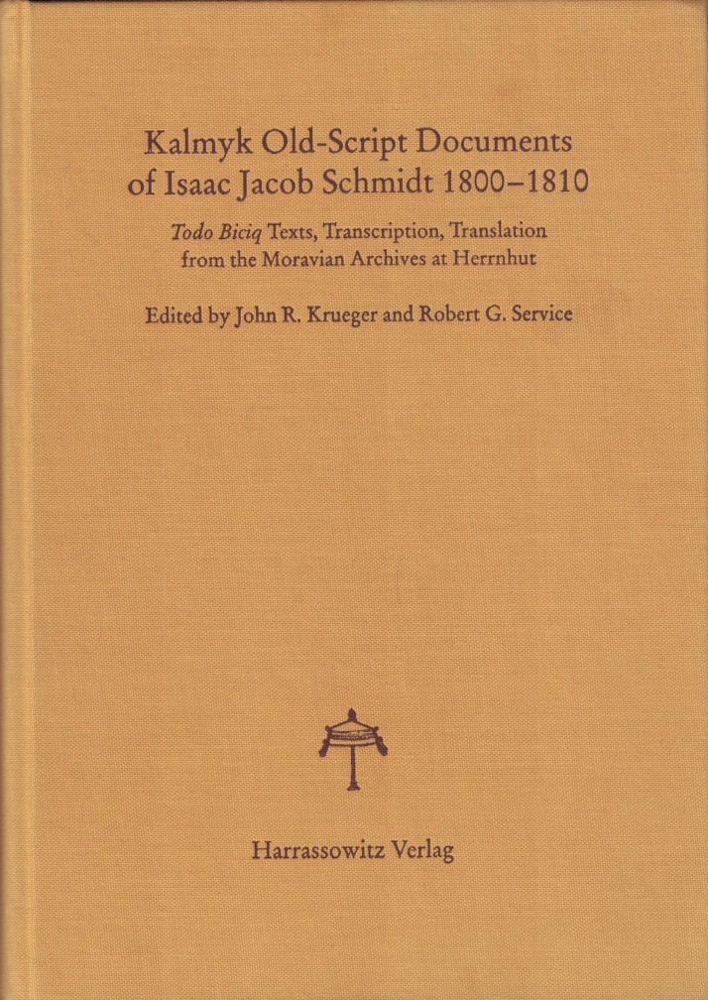 Kalmyk Old-Script Documents
of Isaac Jacob Schmidt 1800–1810
Todo Biciq Texts, Transcription, Translation
from the Moravian Archives at Herrnhut
Edited by John R. Krueger and Robert G. Service
Harrassowitz Verlag